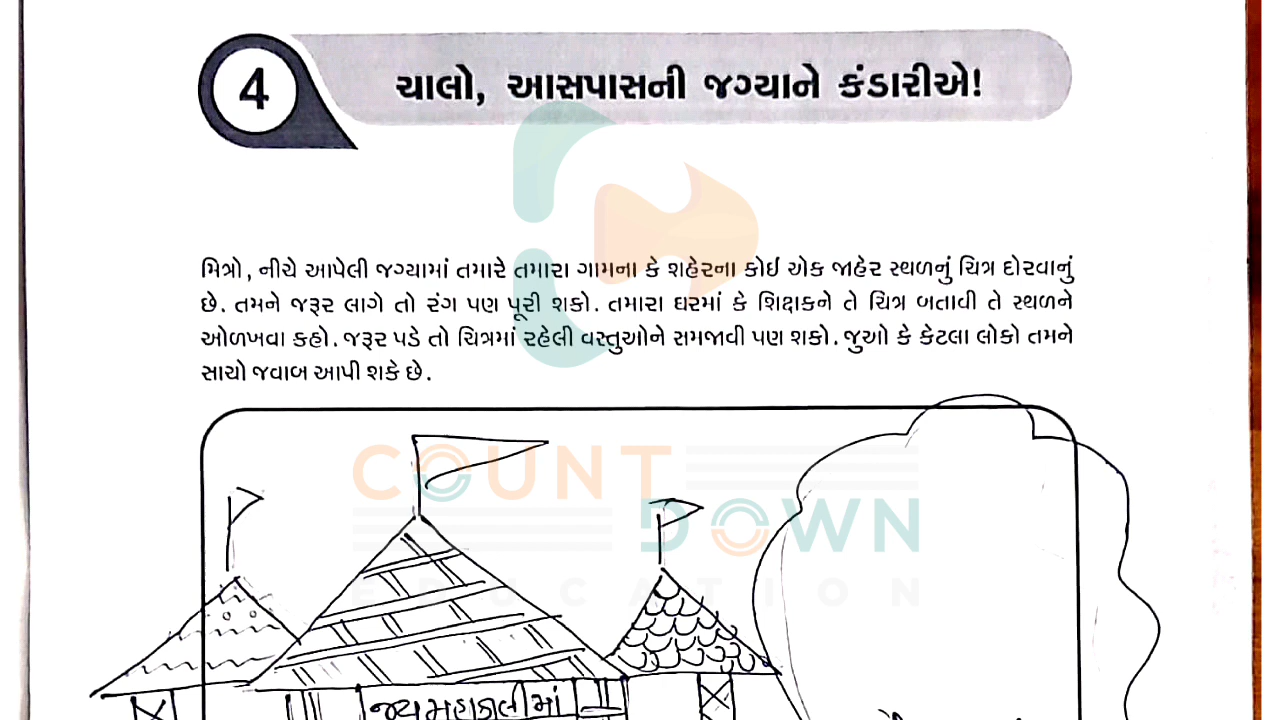 4
ચાલો, આસપાસની જગ્યાને કંડારીએ!
મિત્રો, નીચે આપેલી જગ્યામાં તમારે તમારા ગામના કે શહેરના કોઈ એક જાહેર સ્થળનું ચિત્ર દોરવાનું
છે. તમને જરૂર લાગે તો રંગ પણ પૂરી શકો. તમારા ઘરમાં કે શિક્ષકને તે ચિત્ર બતાવી તે સ્થળને
ઓળખવા કહો. જરૂર પડે તો ચિત્રમાં રહેલી વસ્તુઓને સમજાવી પણ શકો. જુઓ કે કેટલા લોકો તમને
સાચો જવાબ આપી શકે છે.
COUNT
DOWN
EDUCATION
જય મહાકાલી માં